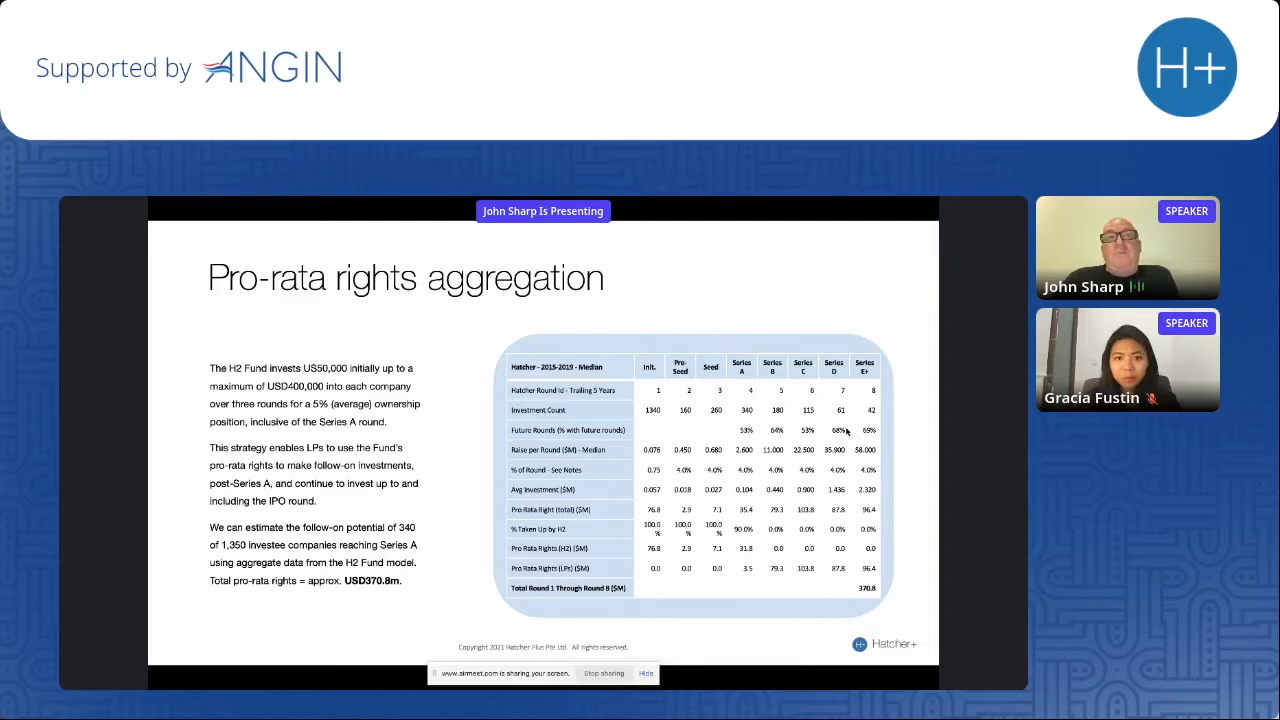 Supported by ANGIN
H+
John Sharp Is Presenting
SPEAKER
John Sharp
SPEAKER
Gracia Fustin
Pro-rata rights aggregation
The H2 Fund invests US50,000 initially up to a
maximum of USD400,000 into each company
over three rounds for a 5% (average) ownership
position, inclusive of the Series A round.
This strategy enables LPs to use the Fund's
pro-rata rights to make follow-on investments,
post-Series A, and continue to invest up to and
including the IPO round.
We can estimate the follow-on potential of 340
of 1,350 investee companies reaching Series A
using aggregate data from the H2 Fund model.
Total pro-rata rights = approx. USD370.8m.
Hatcher - 2015-2019 - Median Init. Pre-Seed Seed Series A Series B Series C Series D Series E+
Hatcher Round Id - Trailing 5 Years 1 2 3 4 5 6 7 8
Investment Count 1340 160 260 340 180 115 61 42
Future Rounds (% with future rounds) 53% 64% 53% 68% 69%
Raise per Round ($M) - Median 0.076 0.450 0.680 2.600 11.000 22.500 35.900 58.000
% of Round - See Notes 0.75 4.0% 4.0% 4.0% 4.0% 4.0% 4.0% 4.0%
Avg Investment ($M) 0.057 0.018 0.027 0.104 0.440 0.900 1.436 2.320
Pro Rata Right (total) ($M) 76.8 2.9 7.1 35.4 79.3 103.8 87.8 96.4
% Taken Up by H2 100.0 % 100.0 % 100.0 % 90.0% 0.0% 0.0% 0.0% 0.0%
Pro Rata Rights (H2) ($M) 76.8 2.9 7.1 31.8 0.0 0.0 0.0 0.0
Pro Rata Rights (LPs) ($M) 0.0 0.0 0.0 3.5 79.3 103.8 87.8 96.4
Total Round 1 Through Round 8 ($M) 370.8
Copyright 2021 Hatcher Plus Pte Ltd. All rights reserved.
H+ Hatcher+
www.airmeet.com is sharing your screen. Stop sharing Hide